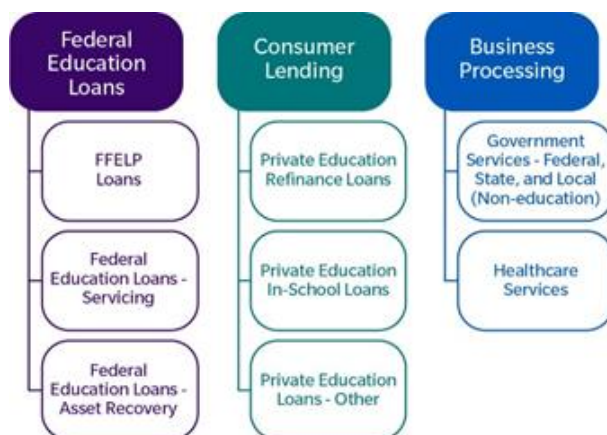 Federal
Education
Loans
FFELP
Loans
Federal
Education Loans -
Servicing
Federal
Education Loans -
Asset Recovery
Consumer
Lending
Private Education
Refinance Loans
Private Education
In-School Loans
Private Education
Loans - Other
Business
Processing
Government
Services - Federal,
State, and Local
(Non-education)
Healthcare
Services